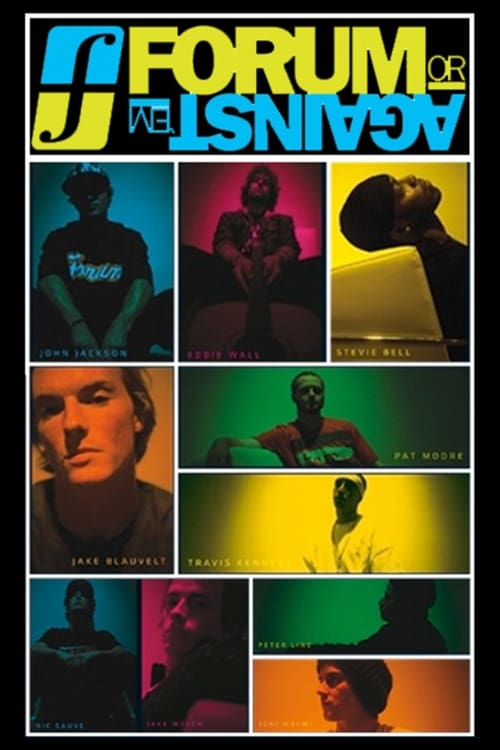 f
FORUM
OR
AGAINST 'EM
Forum
JOHN JACKSON
EDDIE WALL
STEVIE BELL
PAT MOORE
JAKE BLAUVELT
TRAVIS KENNEDY
PETER LINE
NIC SAUVE
JAKE WELCH
JONI MALMI